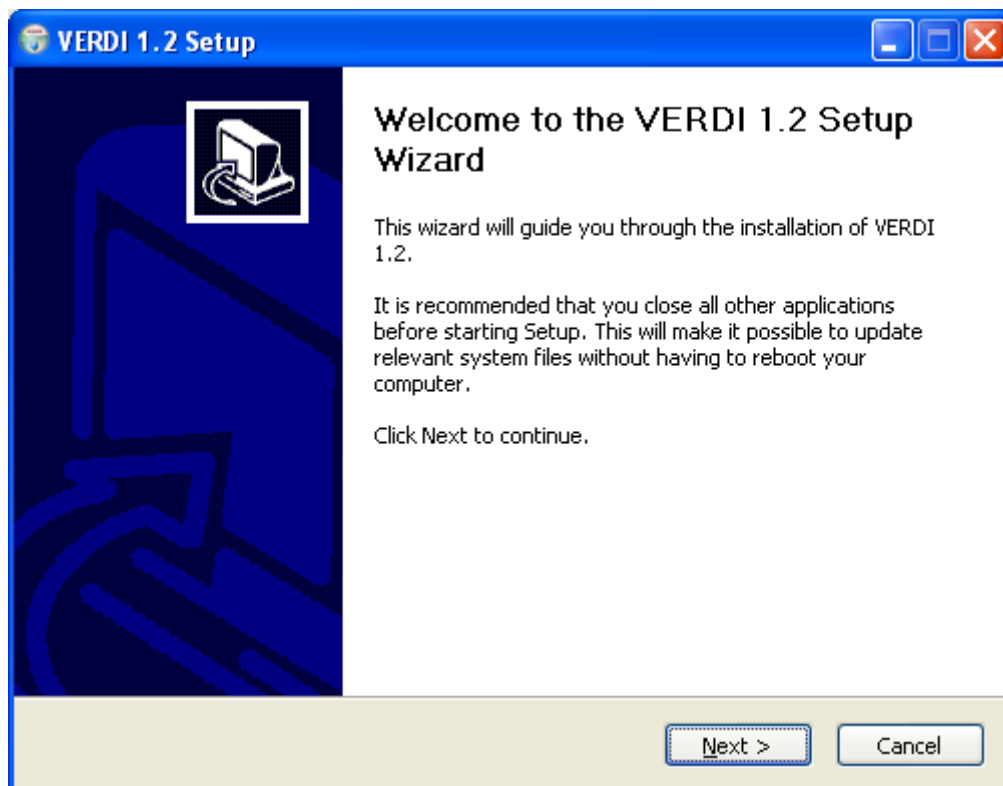 VERDI 1.2 Setup
Welcome to the VERDI 1.2 Setup
Wizard
This wizard will guide you through the installation of VERDI
1.2.
It is recommended that you close all other applications
before starting Setup. This will make it possible to update
relevant system files without having to reboot your
computer.
Click Next to continue.
Next >
Cancel